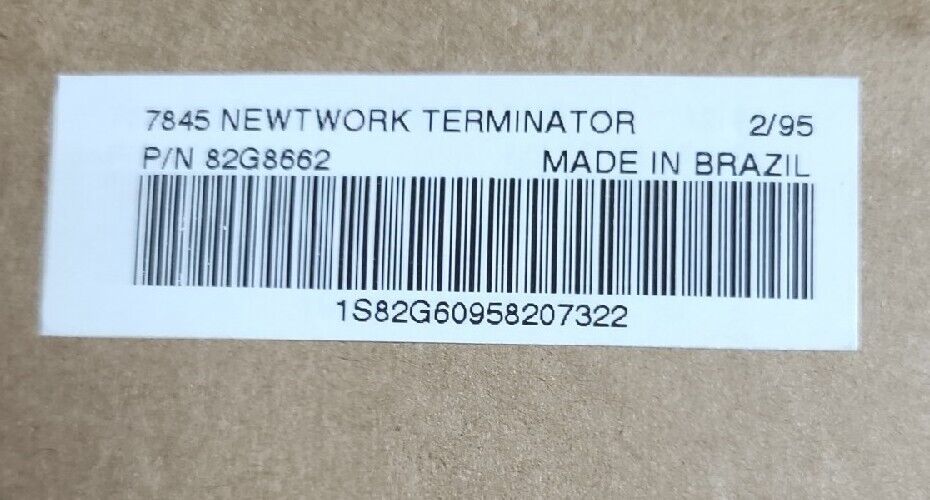 7845 NEWTWORK TERMINATOR 2/95
P/N 82G8662 MADE IN BRAZIL
1S82G60958207322